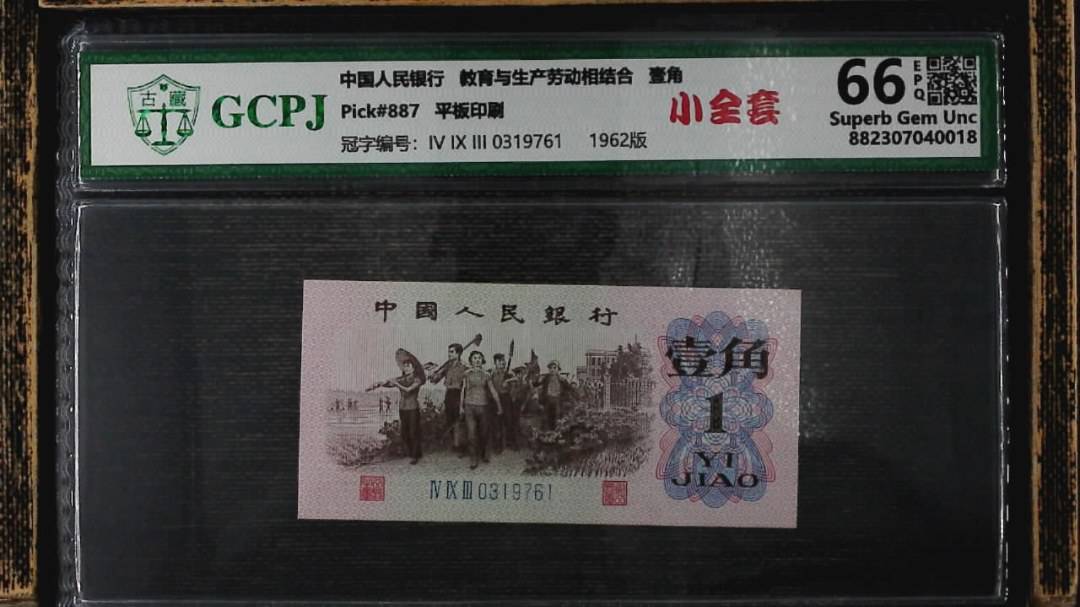 古藏
GCPJ
中国人民银行 教育与生产劳动相结合 壹角
Pick#887 平板印刷
冠字编号：IV IX III 0319761 1962版
小全套
66 EPQ
Superb Gem Unc
882307040018
中國人民銀行
壹角
1
YI
JIAO
IV IX III 0319761